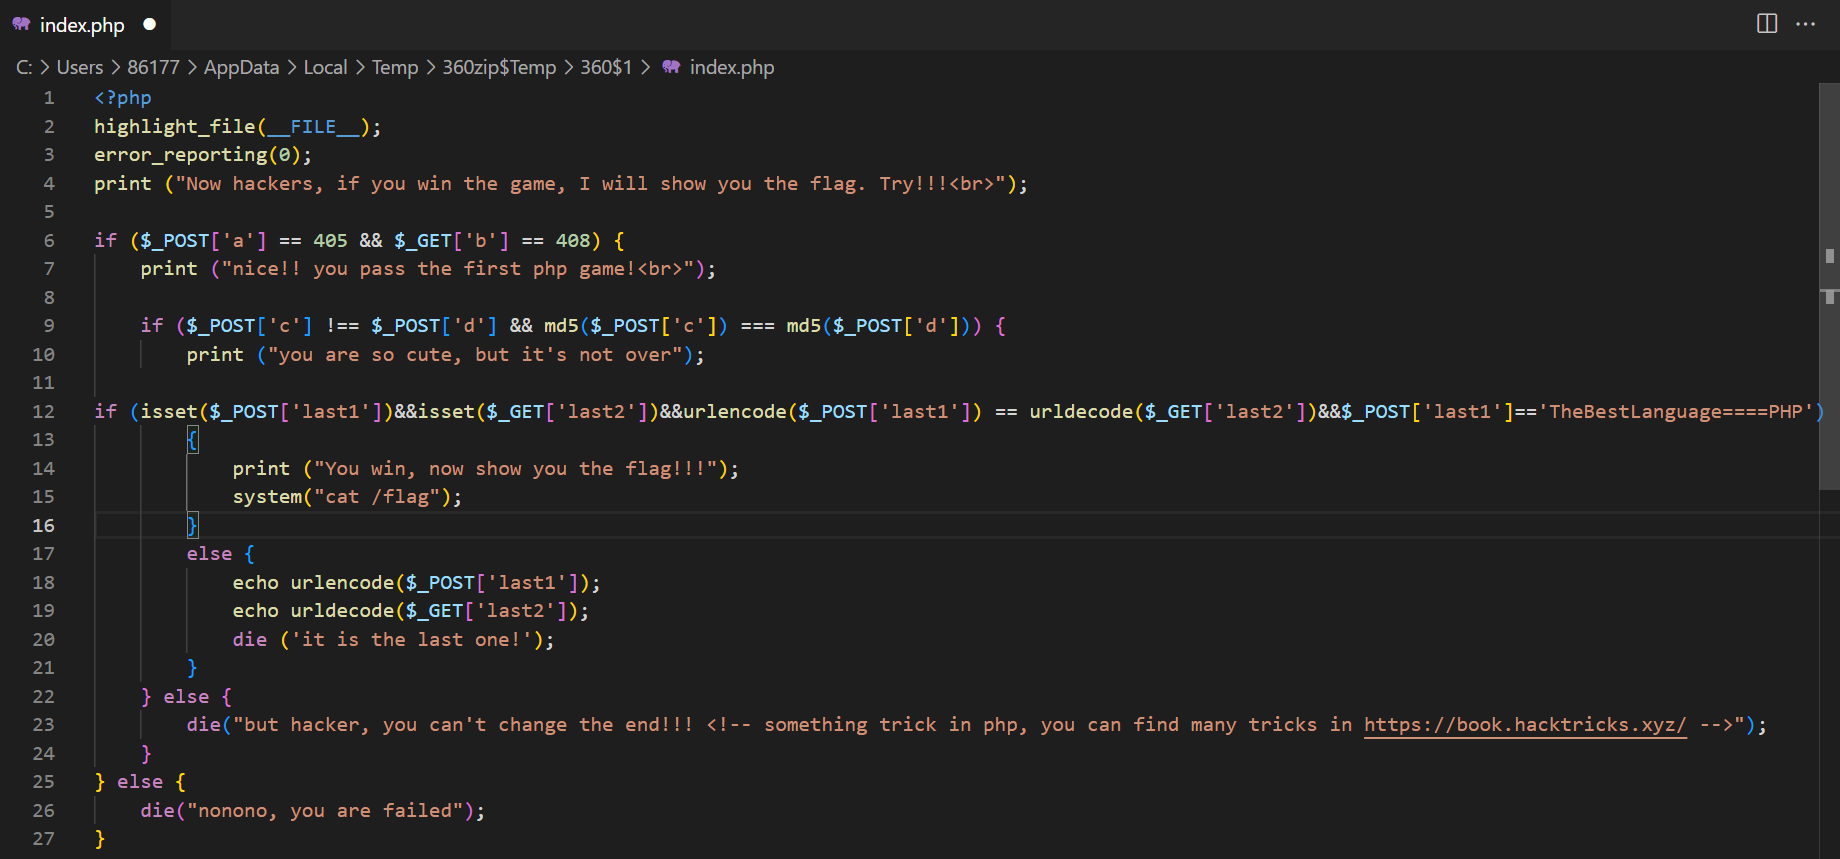 index.php
C: > Users > 86177 > AppData > Local > Temp > 360zip$Temp > 360$1 > index.php
1 <?php
2 highlight_file(__FILE__);
3 error_reporting(0);
4 print ("Now hackers, if you win the game, I will show you the flag. Try!!!<br>");
5
6 if ($_POST['a'] == 405 && $_GET['b'] == 408) {
7     print ("nice!! you pass the first php game!<br>");
8
9     if ($_POST['c'] !== $_POST['d'] && md5($_POST['c']) === md5($_POST['d'])) {
10         print ("you are so cute, but it's not over");
11
12 if (isset($_POST['last1'])&&isset($_GET['last2'])&&urlencode($_POST['last1']) == urldecode($_GET['last2'])&&$_POST['last1']=='TheBestLanguage====PHP')
13         {
14             print ("You win, now show you the flag!!!");
15             system("cat /flag");
16         }
17         else {
18             echo urlencode($_POST['last1']);
19             echo urldecode($_GET['last2']);
20             die ('it is the last one!');
21         }
22     } else {
23         die("but hacker, you can't change the end!!! <!-- something trick in php, you can find many tricks in https://book.hacktricks.xyz/ -->");
24     }
25 } else {
26     die("nonono, you are failed");
27 }